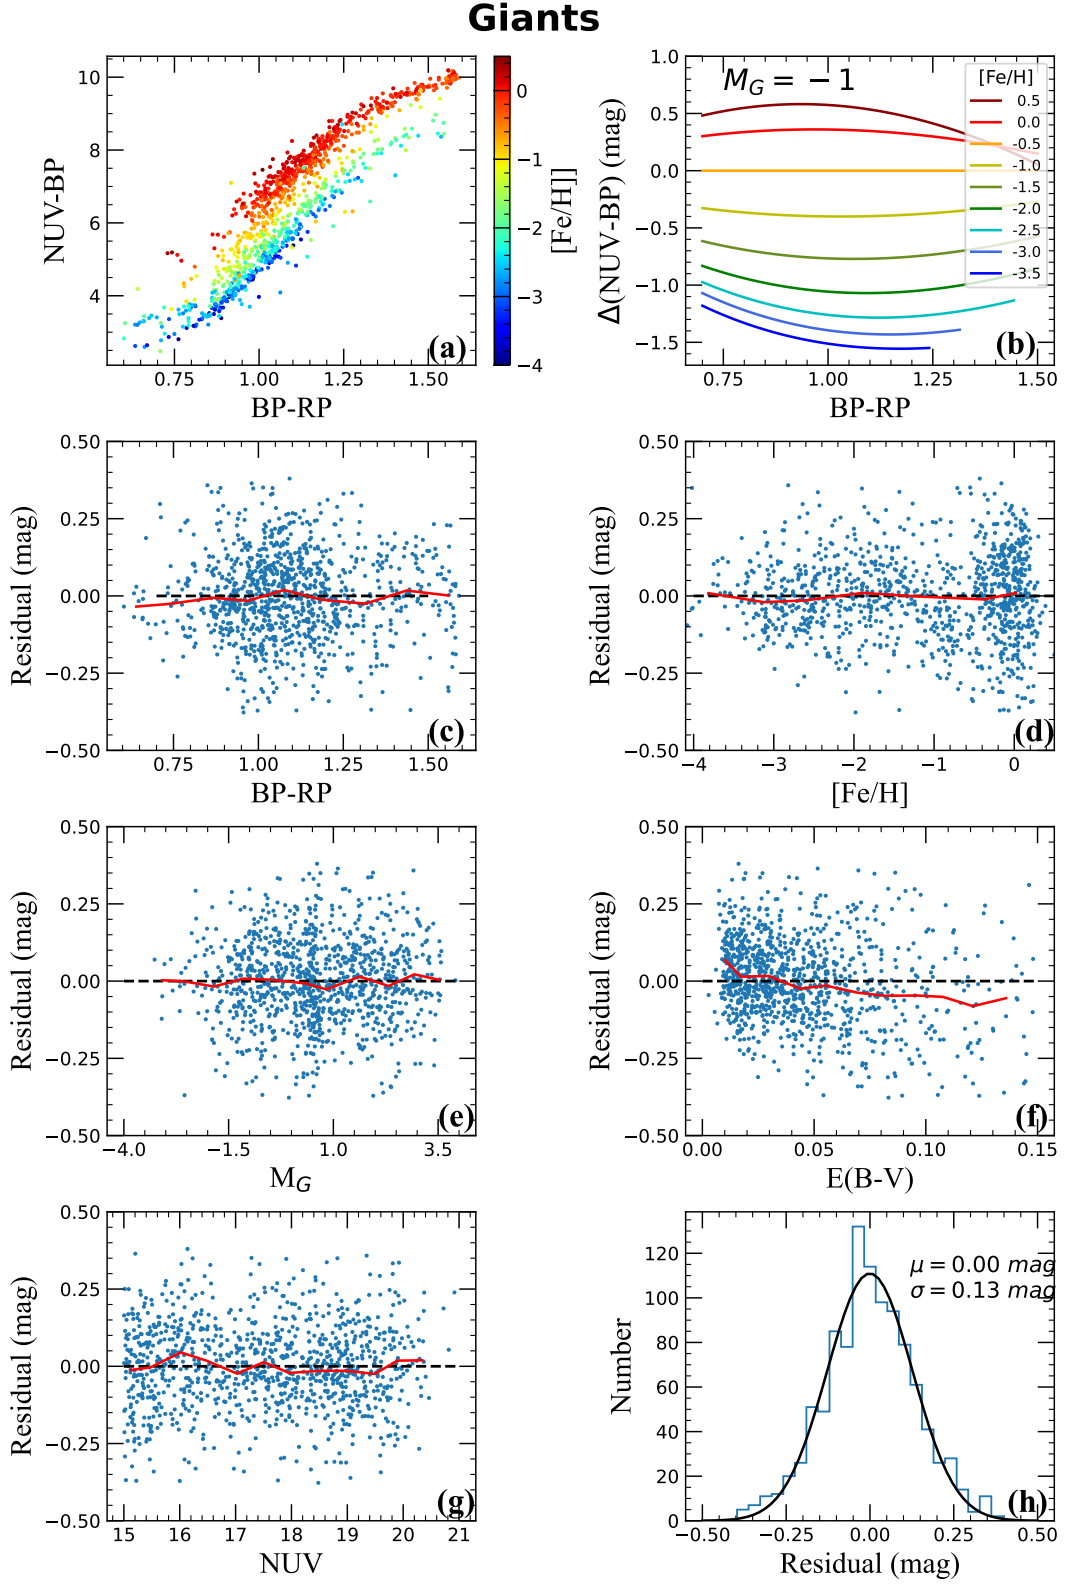 Giants
NUV-BP
10
8
6
4
0.75 1.00 1.25 1.50
BP-RP
(a)
0
−1
−2
−3
−4
[Fe/H]]
Δ(NUV-BP) (mag)
1.0
0.5
0.0
−0.5
−1.0
−1.5
M_G = −1
[Fe/H]
0.5
0.0
-0.5
-1.0
-1.5
-2.0
-2.5
-3.0
-3.5
(b)
0.75 1.00 1.25 1.50
BP-RP
Residual (mag)
0.50
0.25
0.00
−0.25
−0.50
(c)
0.75 1.00 1.25 1.50
BP-RP
Residual (mag)
0.50
0.25
0.00
−0.25
−0.50
(d)
−4 −3 −2 −1 0
[Fe/H]
Residual (mag)
0.50
0.25
0.00
−0.25
−0.50
(e)
−4.0 −1.5 1.0 3.5
M_G
Residual (mag)
0.50
0.25
0.00
−0.25
−0.50
(f)
0.00 0.05 0.10 0.15
E(B-V)
Residual (mag)
0.50
0.25
0.00
−0.25
−0.50
(g)
15 16 17 18 19 20 21
NUV
Number
120
100
80
60
40
20
0
μ = 0.00 mag
σ = 0.13 mag
(h)
−0.50 −0.25 0.00 0.25 0.50
Residual (mag)